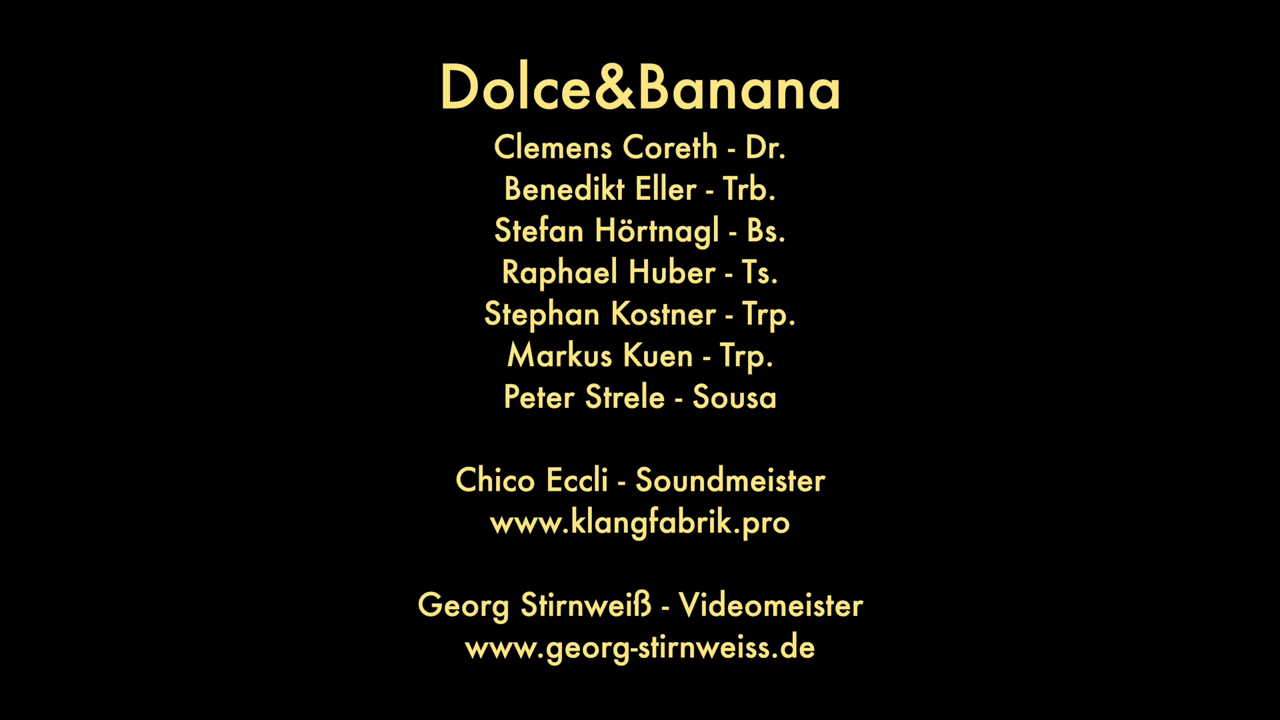 Dolce&Banana
Clemens Coreth - Dr.
Benedikt Eller - Trb.
Stefan Hörtnagl - Bs.
Raphael Huber - Ts.
Stephan Kostner - Trp.
Markus Kuen - Trp.
Peter Strele - Sousa
Chico Eccli - Soundmeister
www.klangfabrik.pro
Georg Stirnweiß - Videomeister
www.georg-stirnweiss.de